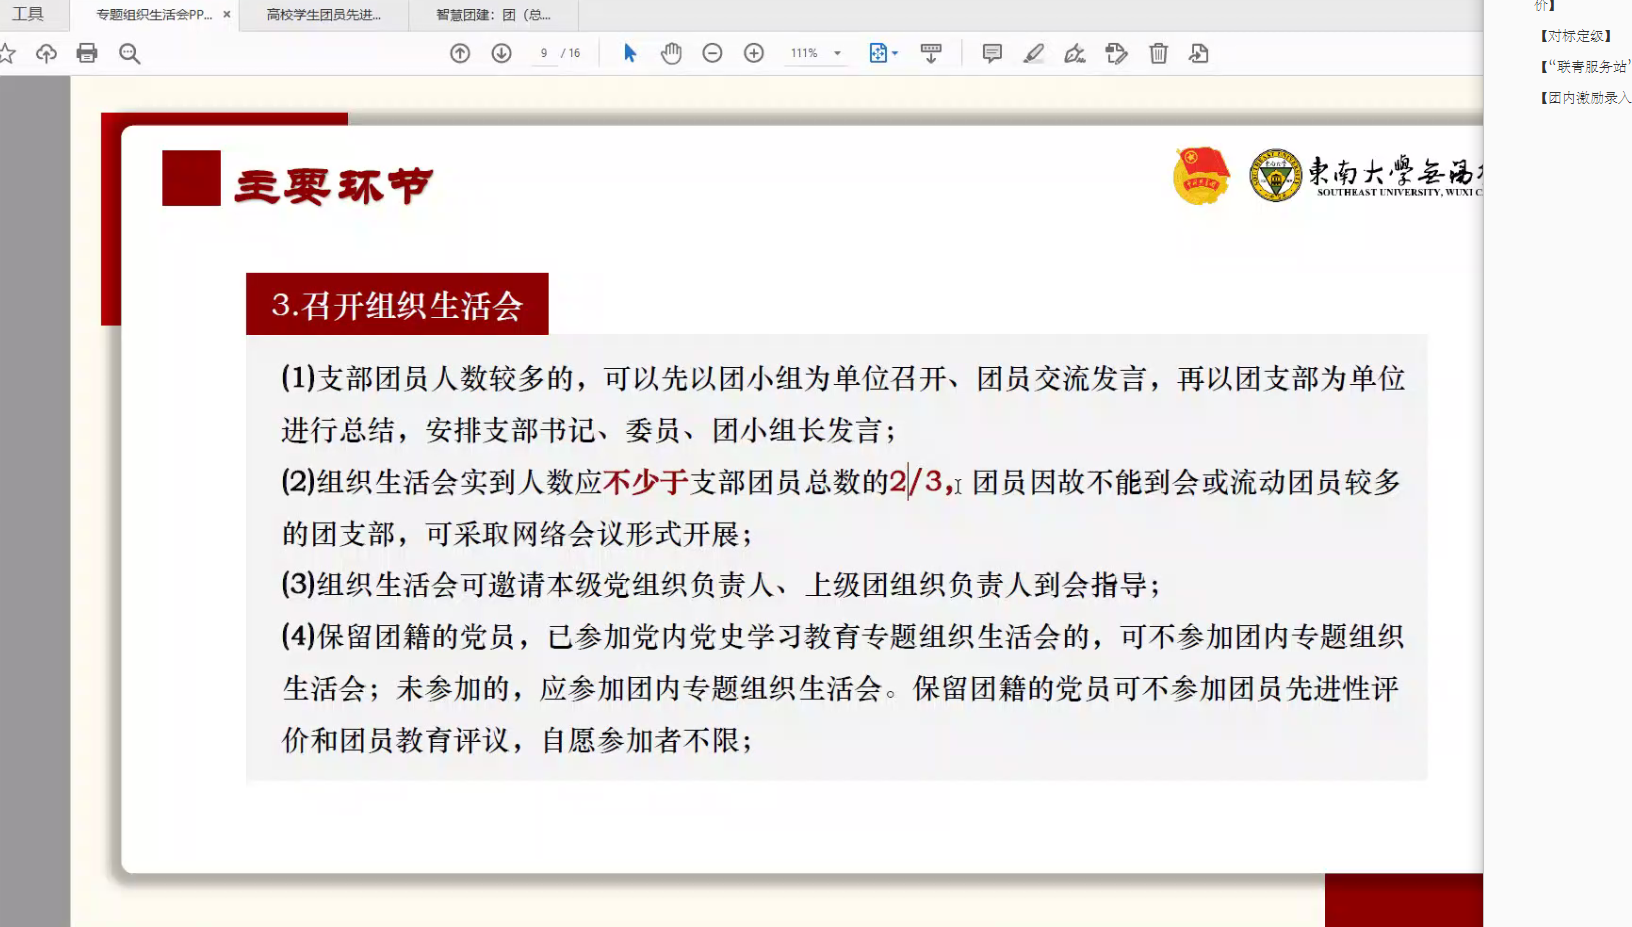 工具
专题组织生活会PP... ×
高校学生团员先进...
智慧团建：团（总...
9 / 16
111%
价】
【对标定级】
【“联青服务站”
【团内激励录入
主要环节
東南大學無錫
SOUTHEAST UNIVERSITY, WUXI C
3.召开组织生活会
(1)支部团员人数较多的，可以先以团小组为单位召开、团员交流发言，再以团支部为单位
进行总结，安排支部书记、委员、团小组长发言；
(2)组织生活会实到人数应不少于支部团员总数的2/3，团员因故不能到会或流动团员较多
的团支部，可采取网络会议形式开展；
(3)组织生活会可邀请本级党组织负责人、上级团组织负责人到会指导；
(4)保留团籍的党员，已参加党内党史学习教育专题组织生活会的，可不参加团内专题组织
生活会；未参加的，应参加团内专题组织生活会。保留团籍的党员可不参加团员先进性评
价和团员教育评议，自愿参加者不限；